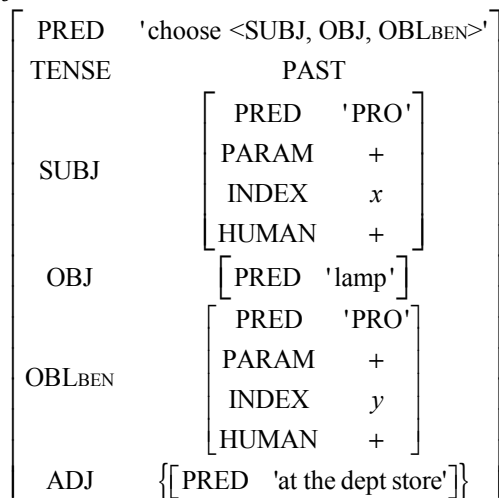 PRED 'choose <SUBJ, OBJ, OBLBEN>'
TENSE PAST
SUBJ
PRED 'PRO'
PARAM +
INDEX x
HUMAN +
OBJ [PRED 'lamp']
OBLBEN
PRED 'PRO'
PARAM +
INDEX y
HUMAN +
ADJ {[PRED 'at the dept store']}